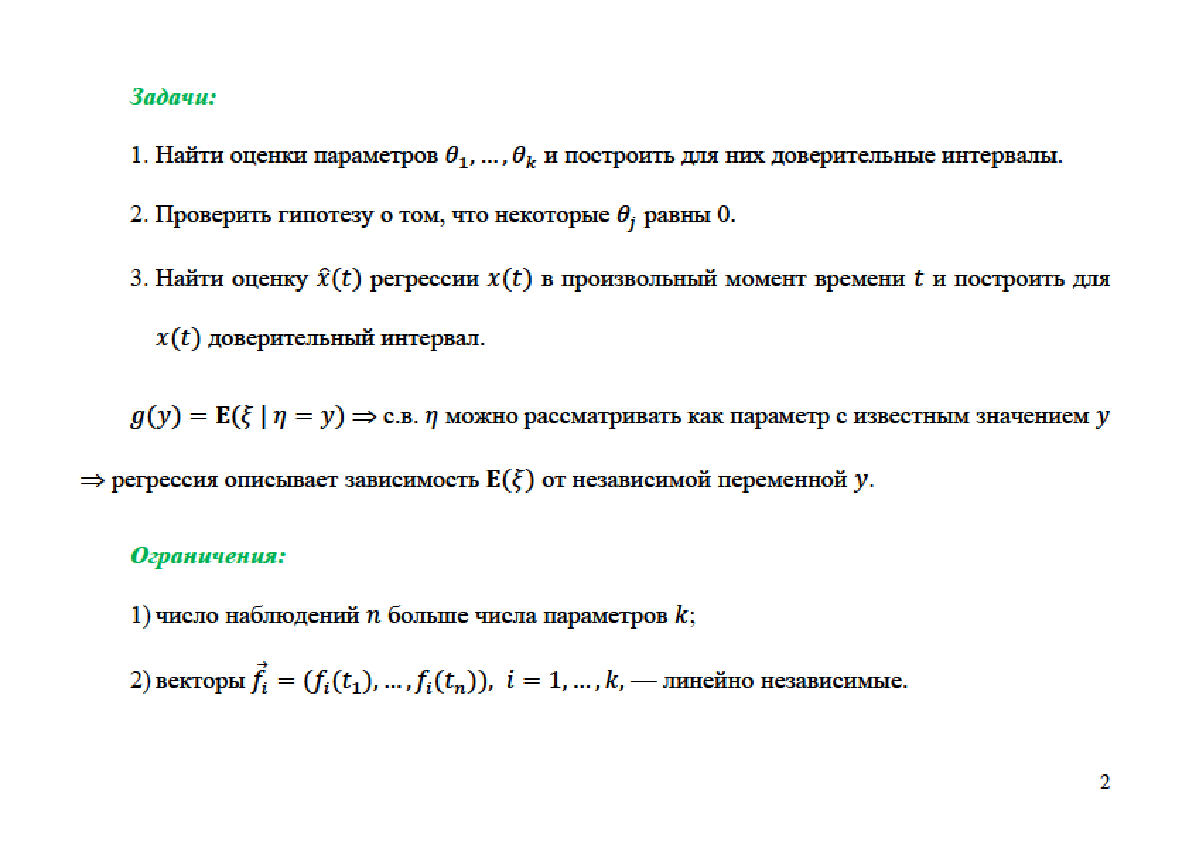 Задачи:
1. Найти оценки параметров θ₁, …, θₖ и построить для них доверительные интервалы.
2. Проверить гипотезу о том, что некоторые θⱼ равны 0.
3. Найти оценку x̂(t) регрессии x(t) в произвольный момент времени t и построить для
x(t) доверительный интервал.
g(y) = E(ξ | η = y) ⇒ с.в. η можно рассматривать как параметр с известным значением y
⇒ регрессия описывает зависимость E(ξ) от независимой переменной y.
Ограничения:
1) число наблюдений n больше числа параметров k;
2) векторы f⃗ᵢ = (fᵢ(t₁), …, fᵢ(tₙ)), i = 1, …, k, — линейно независимые.
2